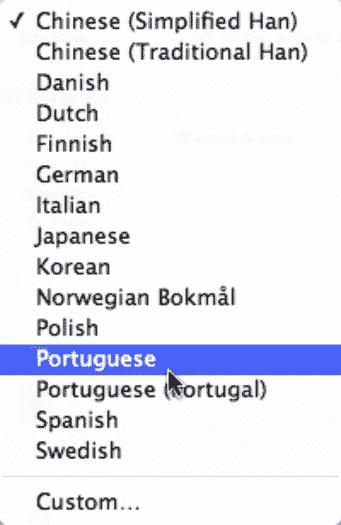 ✓ Chinese (Simplified Han)
Chinese (Traditional Han)
Danish
Dutch
Finnish
German
Italian
Japanese
Korean
Norwegian Bokmål
Polish
Portuguese
Portuguese (Portugal)
Spanish
Swedish
Custom...